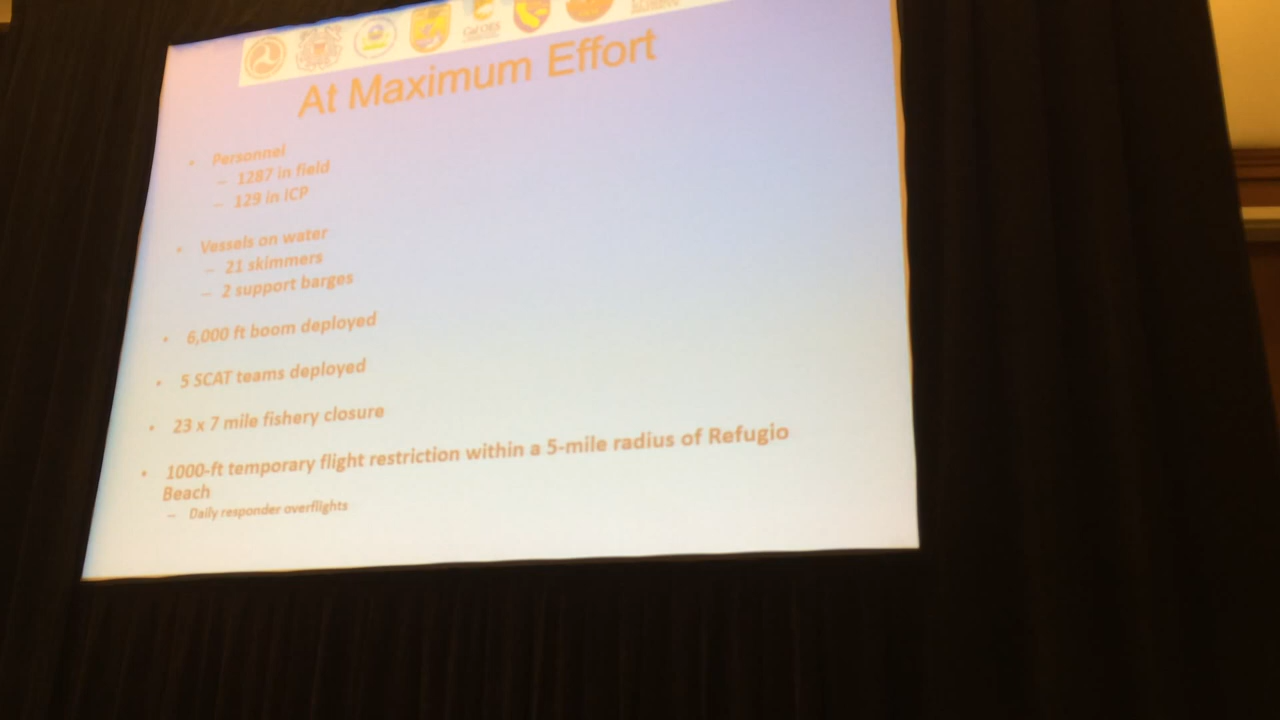 Cal OES
At Maximum Effort
• Personnel
– 1287 in field
– 129 in ICP
• Vessels on water
– 21 skimmers
– 2 support barges
• 6,000 ft boom deployed
• 5 SCAT teams deployed
• 23 x 7 mile fishery closure
• 1000-ft temporary flight restriction within a 5-mile radius of Refugio
Beach
– Daily responder overflights